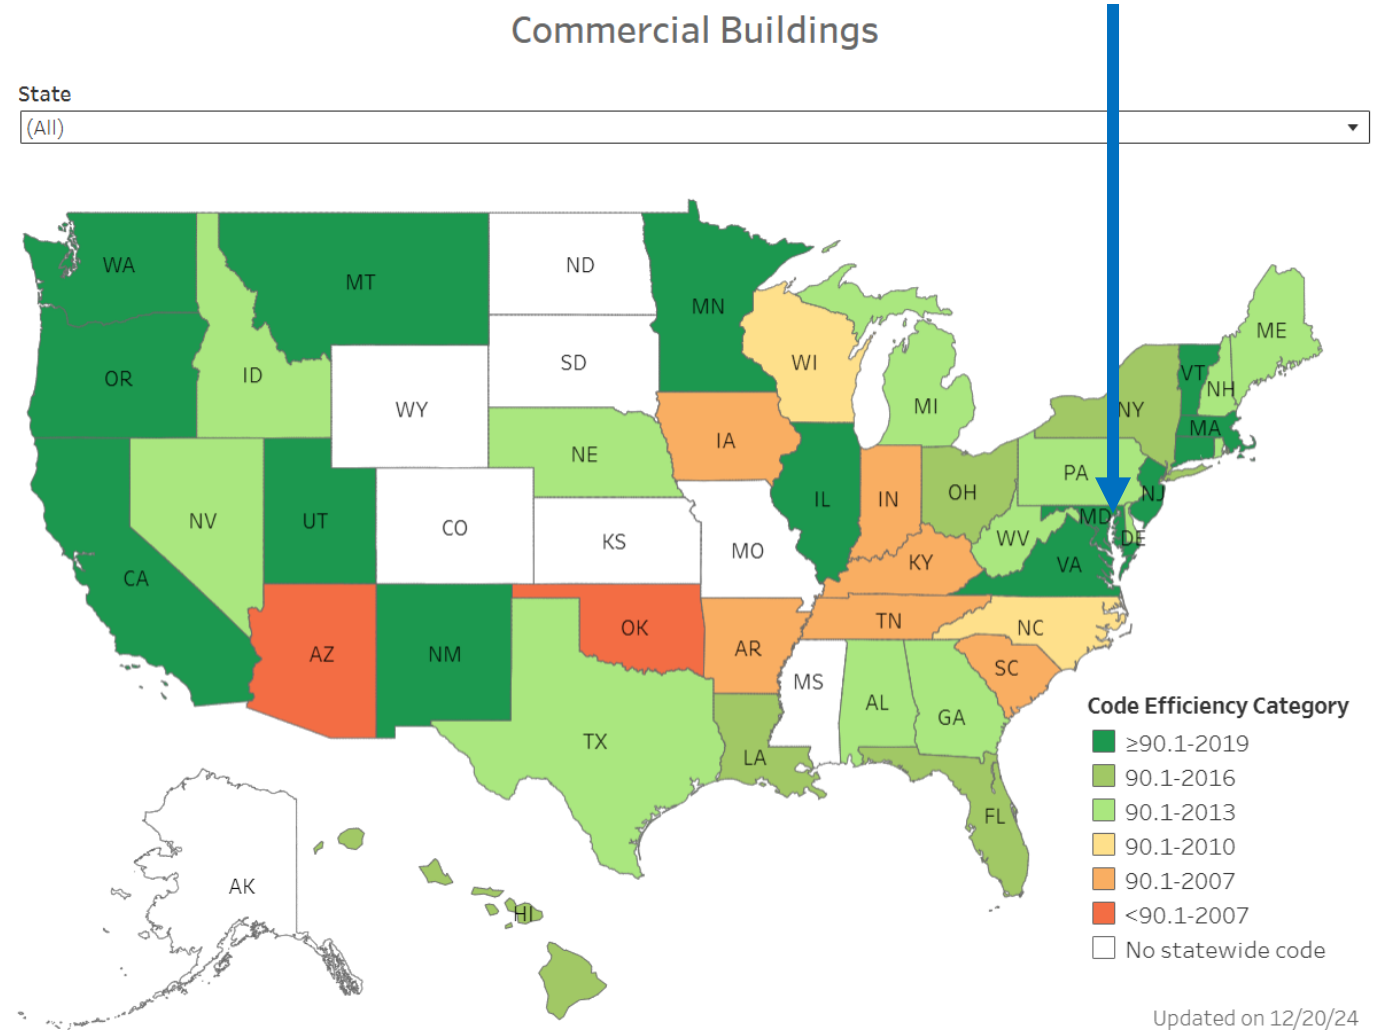 Commercial Buildings
State
(All)
WA
MT
ND
MN
ME
OR
ID
SD
WI
VT
NH
WY
MI
NY
MA
IA
NE
PA
NV
UT
CO
KS
MO
IL
IN
OH
NJ
MD
WV
DE
CA
KY
VA
AZ
NM
OK
AR
TN
NC
MS
AL
GA
SC
TX
LA
FL
AK
HI
Code Efficiency Category
≥90.1-2019
90.1-2016
90.1-2013
90.1-2010
90.1-2007
<90.1-2007
No statewide code
Updated on 12/20/24